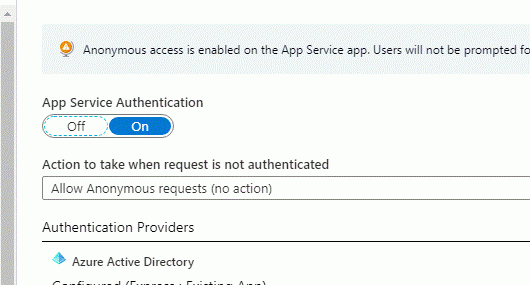 Anonymous access is enabled on the App Service app. Users will not be prompted fo
App Service Authentication
Off On
Action to take when request is not authenticated
Allow Anonymous requests (no action)
Authentication Providers
Azure Active Directory
Configured (Express : Existing App)